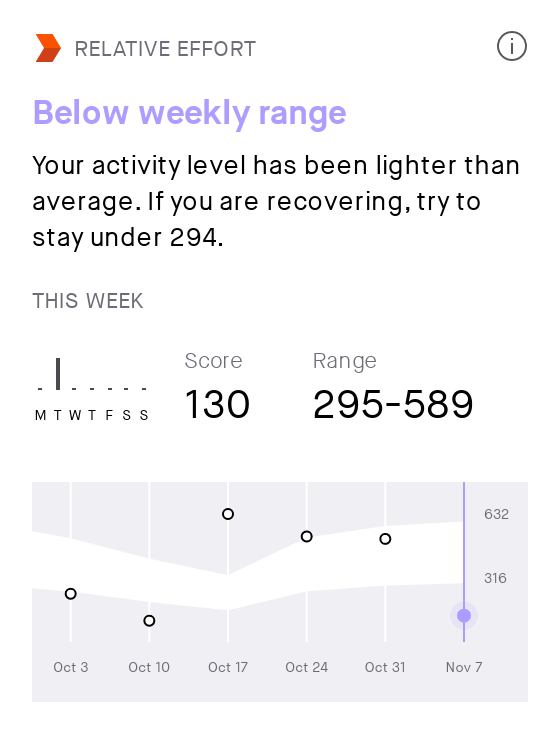 RELATIVE EFFORT
Below weekly range
Your activity level has been lighter than
average. If you are recovering, try to
stay under 294.
THIS WEEK
Score
Range
130
295-589
M T W T F S S
632
316
Oct 3
Oct 10
Oct 17
Oct 24
Oct 31
Nov 7